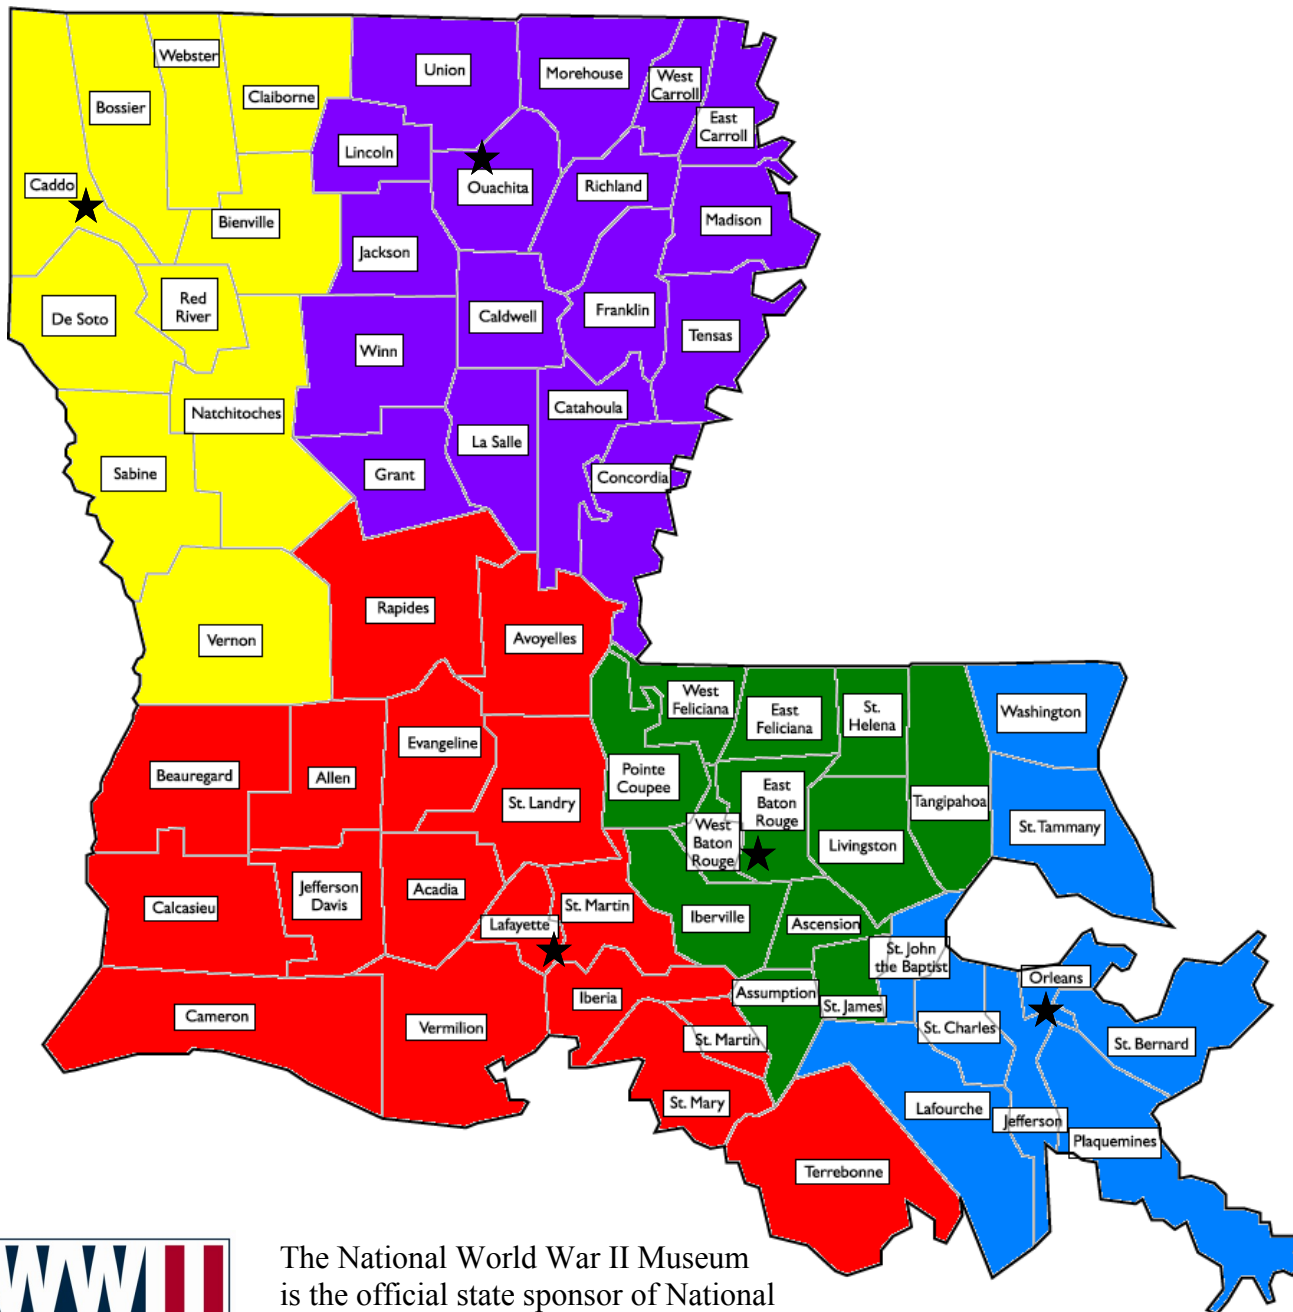 Webster
Union
Morehouse
West
Carroll
Claiborne
Bossier
East
Carroll
Lincoln
Caddo
Ouachita
Richland
Bienville
Madison
Jackson
Red
River
De Soto
Caldwell
Franklin
Tensas
Winn
Natchitoches
Catahoula
La Salle
Sabine
Grant
Concordia
Rapides
Vernon
Avoyelles
West
Feliciana
East
Feliciana
St.
Helena
Washington
Evangeline
Beauregard
Allen
Pointe
Coupee
East
Baton
Rouge
St. Landry
Tangipahoa
St. Tammany
West
Baton
Rouge
Livingston
Jefferson
Davis
Acadia
Calcasieu
St. Martin
Lafayette
Iberville
Ascension
St. John
the Baptist
Orleans
Iberia
Assumption
St. James
Cameron
Vermilion
St. Martin
St. Charles
St. Bernard
St. Mary
Lafourche
Jefferson
Plaquemines
Terrebonne
WWII
The National World War II Museum
is the official state sponsor of National